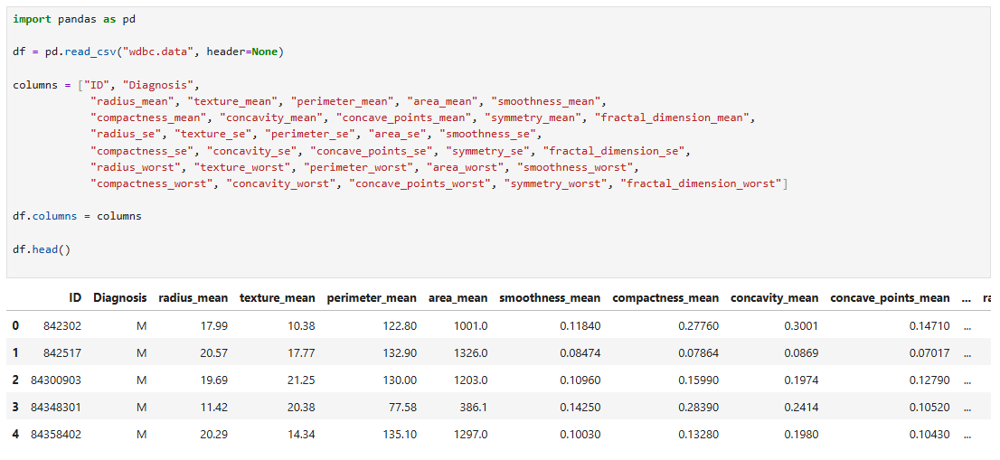 import pandas as pd
df = pd.read_csv("wdbc.data", header=None)
columns = ["ID", "Diagnosis",
"radius_mean", "texture_mean", "perimeter_mean", "area_mean", "smoothness_mean",
"compactness_mean", "concavity_mean", "concave_points_mean", "symmetry_mean", "fractal_dimension_mean",
"radius_se", "texture_se", "perimeter_se", "area_se", "smoothness_se",
"compactness_se", "concavity_se", "concave_points_se", "symmetry_se", "fractal_dimension_se",
"radius_worst", "texture_worst", "perimeter_worst", "area_worst", "smoothness_worst",
"compactness_worst", "concavity_worst", "concave_points_worst", "symmetry_worst", "fractal_dimension_worst"]
df.columns = columns
df.head()
ID Diagnosis radius_mean texture_mean perimeter_mean area_mean smoothness_mean compactness_mean concavity_mean concave_points_mean ... ra
0 842302 M 17.99 10.38 122.80 1001.0 0.11840 0.27760 0.3001 0.14710 ...
1 842517 M 20.57 17.77 132.90 1326.0 0.08474 0.07864 0.0869 0.07017 ...
2 84300903 M 19.69 21.25 130.00 1203.0 0.10960 0.15990 0.1974 0.12790 ...
3 84348301 M 11.42 20.38 77.58 386.1 0.14250 0.28390 0.2414 0.10520 ...
4 84358402 M 20.29 14.34 135.10 1297.0 0.10030 0.13280 0.1980 0.10430 ...